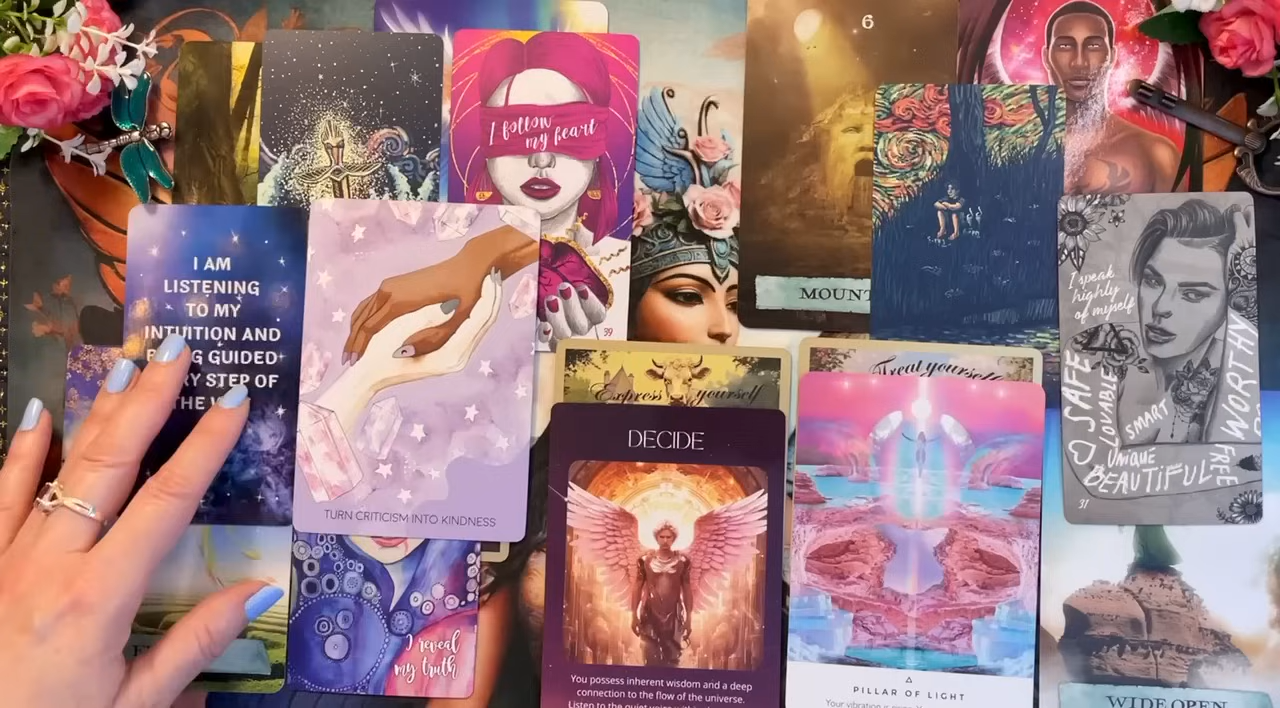 6
I follow
my heart
39
MOUNT
I AM
LISTENING
TO MY
INTUITION AND
STEP OF
THE
TURN CRITICISM INTO KINDNESS
I reveal
my truth
Express yourself
DECIDE
You possess inherent wisdom and a deep
connection to the flow of the universe.
Treat yourself
PILLAR OF LIGHT
I speak
highly
of myself
SAFE
LOVABLE
SMART
UNIQUE
BEAUTIFUL
FREE
WORTHY
31
WIDE OPEN